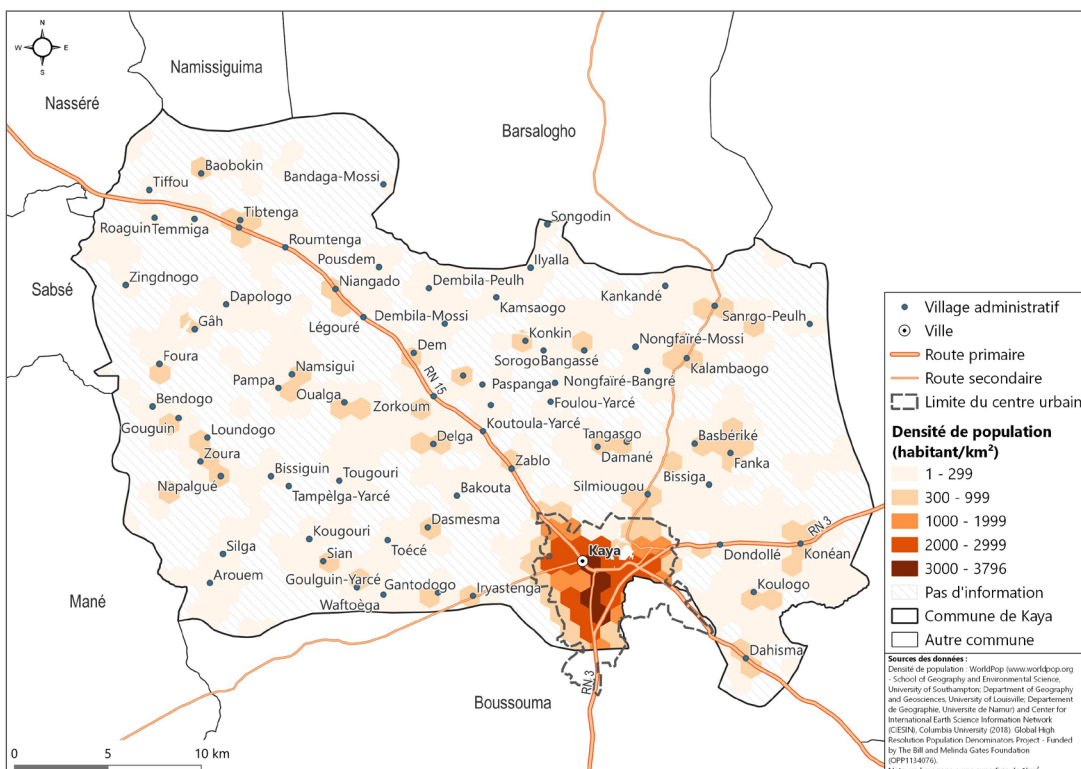 N
W
E
S
Namissiguima
Nasséré
Barsalogho
Baobokin
Tiffou
Bandaga-Mossi
Tibtenga
Songodin
Roaguin
Temmiga
Roumtenga
Pousdem
Ilyalla
Zingdnogo
Niangado
Dembila-Peulh
Kankandé
Sabsé
Dapologo
Kamsaogo
Sanrgo-Peulh
Gâh
Légouré
Dembila-Mossi
Konkin
Nongfaïré-Mossi
Foura
Dem
Sorogo
Bangassé
Kalambaogo
Namsigui
Pampa
RN 15
Paspanga
Nongfaïré-Bangré
Oualga
Bendogo
Zorkoum
Foulou-Yarcé
Gouguin
Koutoula-Yarcé
Loundogo
Delga
Tangasgo
Basbériké
Zoura
Damané
Fanka
Bissiguin
Tougouri
Zablo
Napalgué
Tampèlga-Yarcé
Bakouta
Silmiougou
Bissiga
Dasmesma
RN 3
Kougouri
Silga
Sian
Toécé
Kaya
Dondollé
Konéan
Arouem
Goulguin-Yarcé
Gantodogo
Iryastenga
Koulogo
Mané
Waftoèga
Dahisma
RN 3
Boussouma
0
5
10 km
Village administratif
Ville
Route primaire
Route secondaire
Limite du centre urbain
Densité de population
(habitant/km²)
1 - 299
300 - 999
1000 - 1999
2000 - 2999
3000 - 3796
Pas d'information
Commune de Kaya
Autre commune
Sources des données :
Densité de population : WorldPop (www.worldpop.org
- School of Geography and Environmental Science,
University of Southampton; Department of Geography
and Geosciences, University of Louisville; Departement
de Geographie, Universite de Namur) and Center for
International Earth Science Information Network
(CIESIN), Columbia University (2018). Global High
Resolution Population Denominators Project - Funded
by The Bill and Melinda Gates Foundation
(OPP1134076).